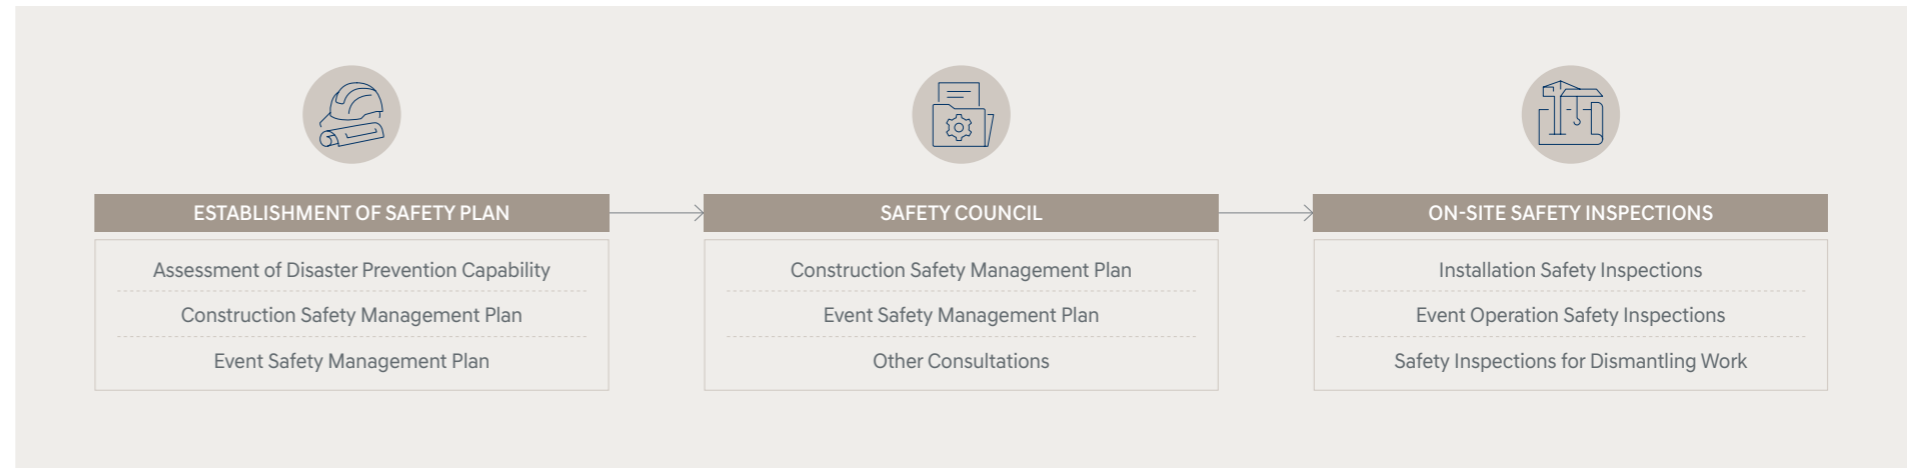 ESTABLISHMENT OF SAFETY PLAN
Assessment of Disaster Prevention Capability
Construction Safety Management Plan
Event Safety Management Plan
SAFETY COUNCIL
Construction Safety Management Plan
Event Safety Management Plan
Other Consultations
ON-SITE SAFETY INSPECTIONS
Installation Safety Inspections
Event Operation Safety Inspections
Safety Inspections for Dismantling Work